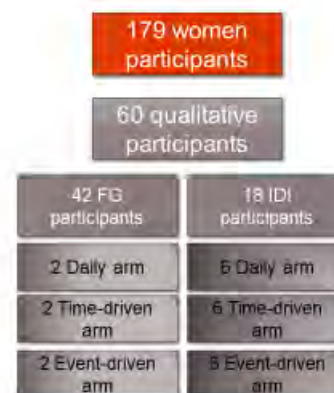 179 women
participants
60 qualitative
participants
42 FG
participants
18 IDI
participants
2 Daily arm
6 Daily arm
2 Time-driven
arm
6 Time-driven
arm
2 Event-driven
arm
6 Event-driven
arm